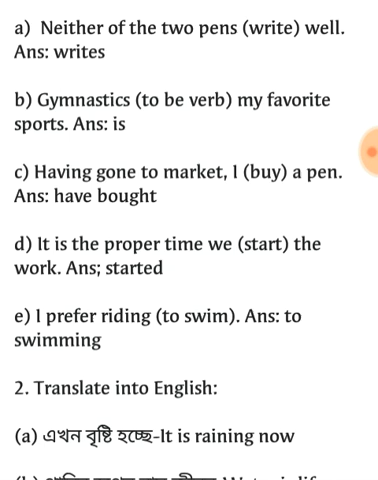 a) Neither of the two pens (write) well.
Ans: writes
b) Gymnastics (to be verb) my favorite
sports. Ans: is
c) Having gone to market, I (buy) a pen.
Ans: have bought
d) It is the proper time we (start) the
work. Ans; started
e) I prefer riding (to swim). Ans: to
swimming
2. Translate into English:
(a) এখন বৃষ্টি হচ্ছে-It is raining now